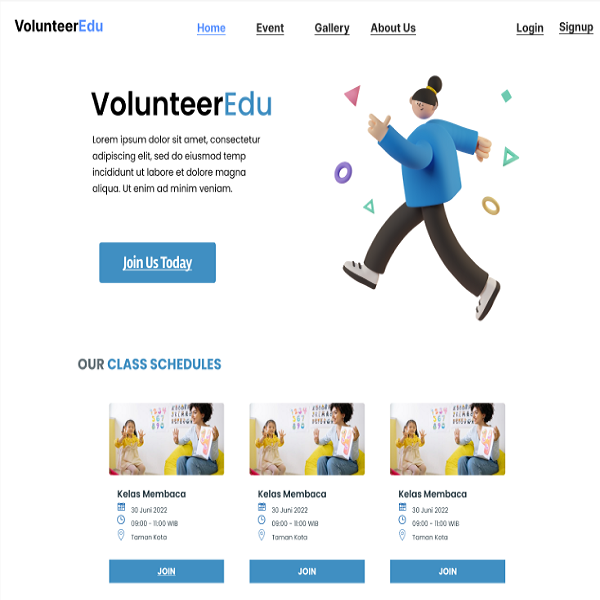 VolunteerEdu
Home Event Gallery About Us Login Signup
VolunteerEdu
Lorem ipsum dolor sit amet, consectetur
adipiscing elit, sed do eiusmod temp
incididunt ut labore et dolore magna
aliqua. Ut enim ad minim veniam.
Join Us Today
OUR CLASS SCHEDULES
Kelas Membaca
30 Juni 2022
09:00 - 11:00 WIB
Taman Kota
JOIN
Kelas Membaca
30 Juni 2022
09:00 - 11:00 WIB
Taman Kota
JOIN
Kelas Membaca
30 Juni 2022
09:00 - 11:00 WIB
Taman Kota
JOIN